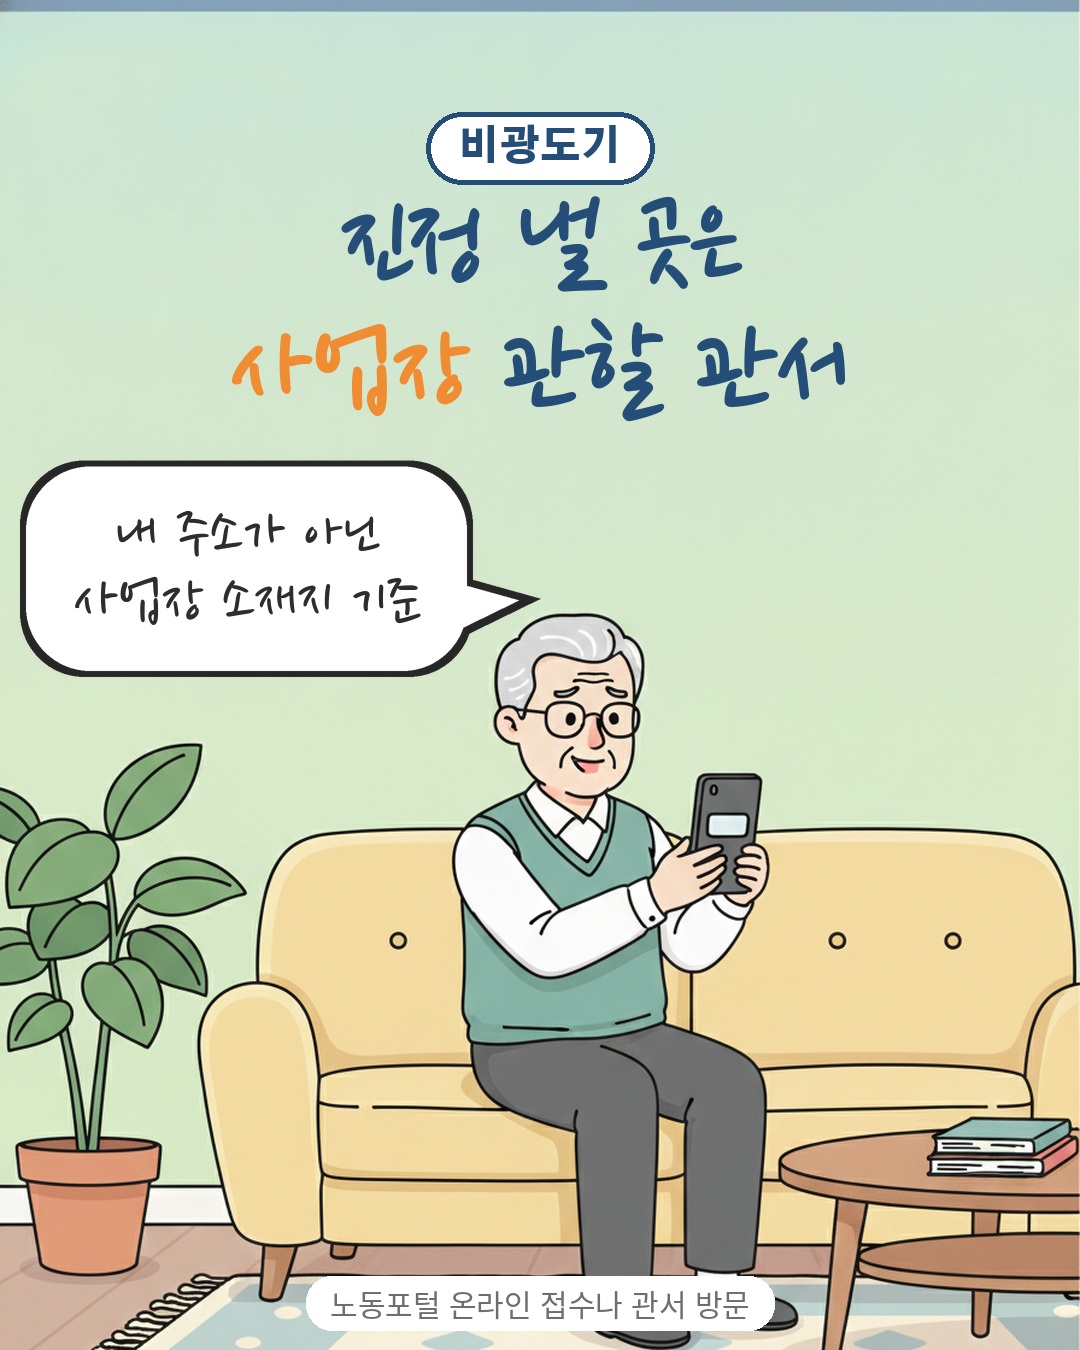 비광도기
진정 낼 곳은
사업장 관할 관서
내 주소가 아닌
사업장 소재지 기준
노동포털 온라인 접수나 관서 방문